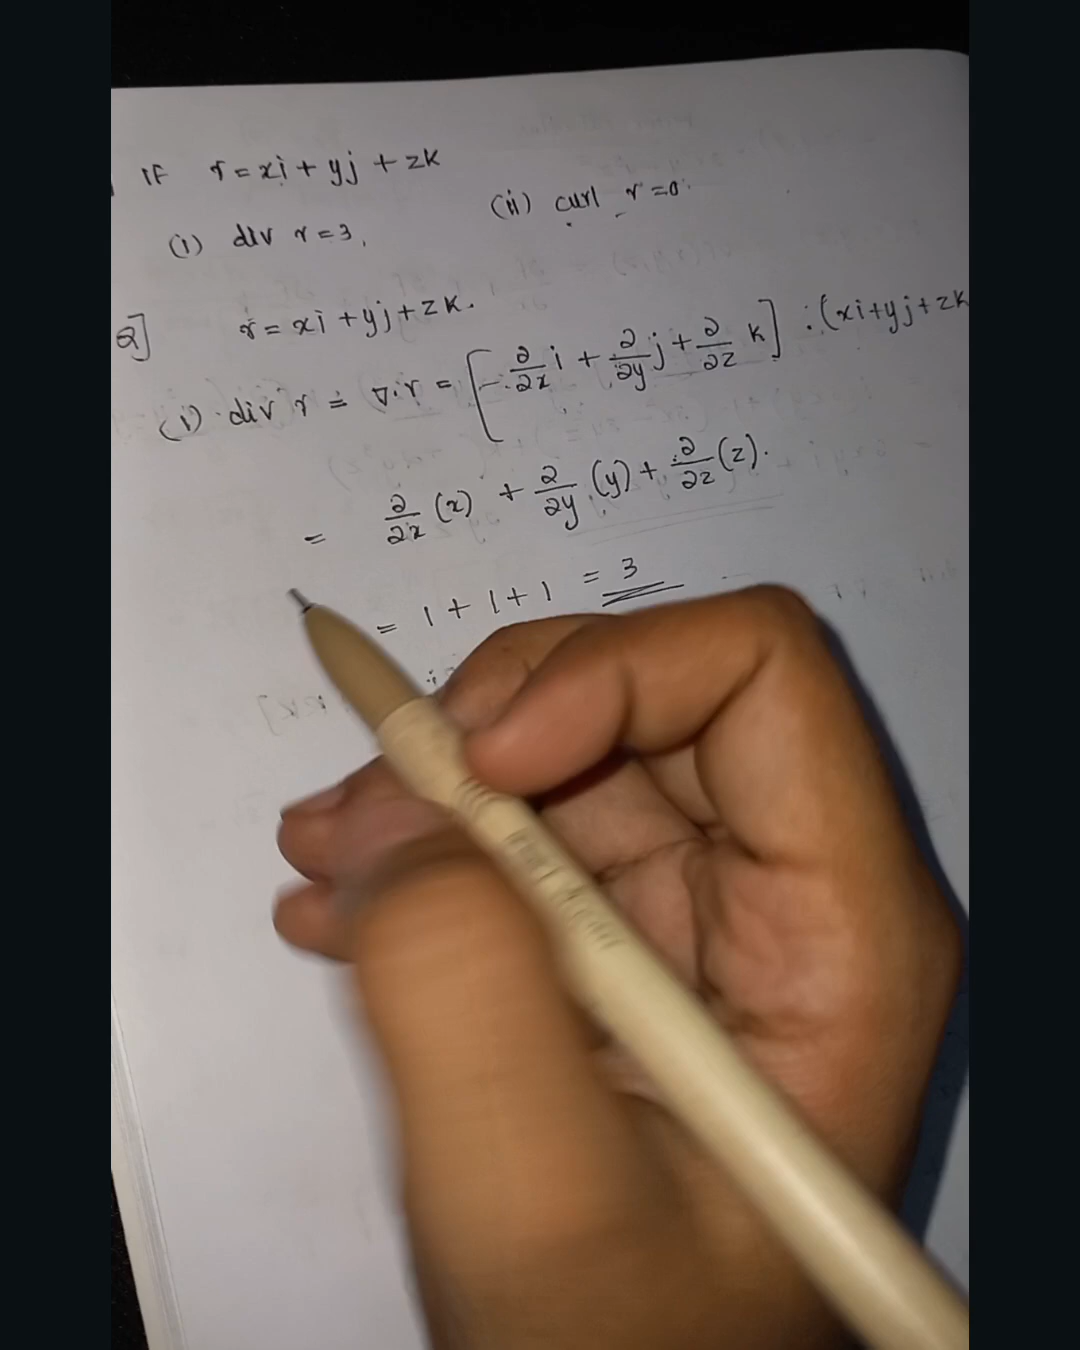 If r = xi + yj + zk
(i) div r = 3, (ii) curl r = 0.
Q] r = xi + yj + zk.
(i) div r = ∇·r = [∂/∂x i + ∂/∂y j + ∂/∂z k] · (xi + yj + zk
= ∂/∂x (x) + ∂/∂y (y) + ∂/∂z (z).
= 1 + 1 + 1 = 3